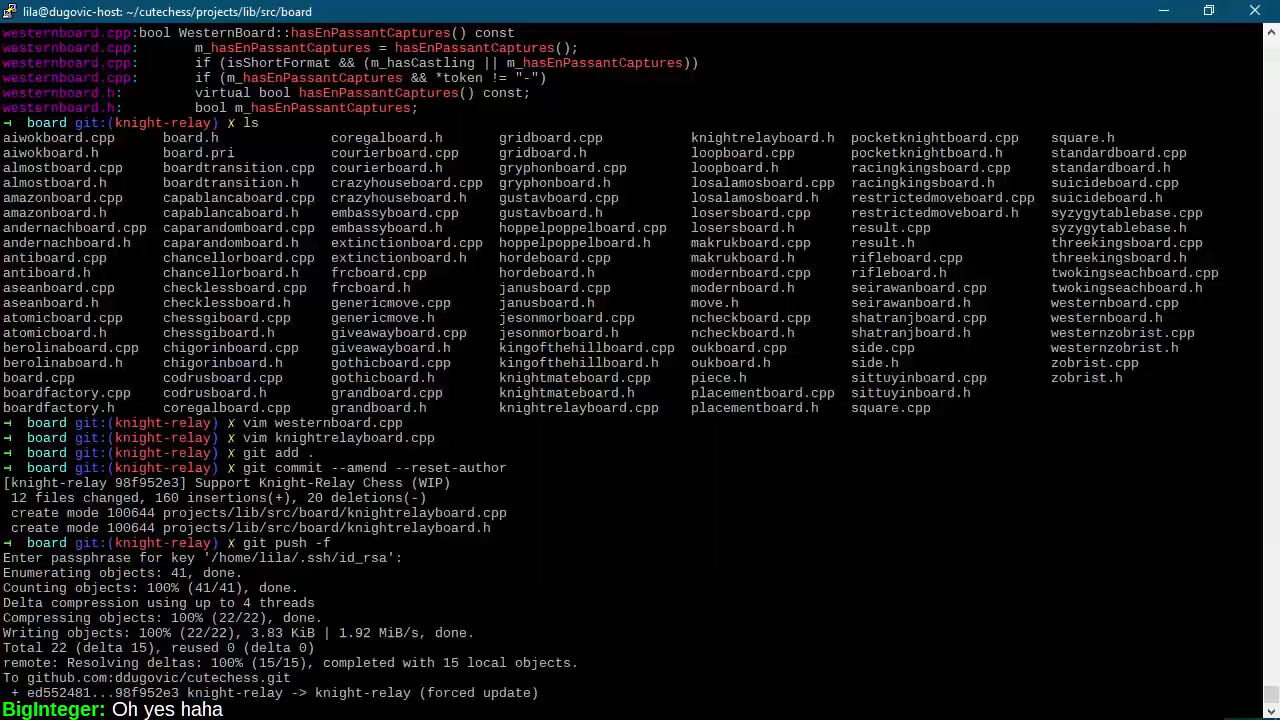 lila@dugovic-host: ~/cutechess/projects/lib/src/board
westernboard.cpp:bool WesternBoard::hasEnPassantCaptures() const
westernboard.cpp:       m_hasEnPassantCaptures = hasEnPassantCaptures();
westernboard.cpp:       if (isShortFormat && (m_hasCastling || m_hasEnPassantCaptures))
westernboard.cpp:       if (m_hasEnPassantCaptures && *token != "-")
westernboard.h:         virtual bool hasEnPassantCaptures() const;
westernboard.h:         bool m_hasEnPassantCaptures;
→ board git:(knight-relay) ✗ ls
aiwokboard.cpp board.h coregalboard.h gridboard.cpp knightrelayboard.h pocketknightboard.cpp square.h
aiwokboard.h board.pri courierboard.cpp gridboard.h loopboard.cpp pocketknightboard.h standardboard.cpp
almostboard.cpp boardtransition.cpp courierboard.h gryphonboard.cpp loopboard.h racingkingsboard.cpp standardboard.h
almostboard.h boardtransition.h crazyhouseboard.cpp gryphonboard.h losalamosboard.cpp racingkingsboard.h suicideboard.cpp
amazonboard.cpp capablancaboard.cpp crazyhouseboard.h gustavboard.cpp losalamosboard.h restrictedmoveboard.cpp suicideboard.h
amazonboard.h capablancaboard.h embassyboard.cpp gustavboard.h losersboard.cpp restrictedmoveboard.h syzygytablebase.cpp
andernachboard.cpp caparandomboard.cpp embassyboard.h hoppelpoppelboard.cpp losersboard.h result.cpp syzygytablebase.h
andernachboard.h caparandomboard.h extinctionboard.cpp hoppelpoppelboard.h makrukboard.cpp result.h threekingsboard.cpp
antiboard.cpp chancellorboard.cpp extinctionboard.h hordeboard.cpp makrukboard.h rifleboard.cpp threekingsboard.h
antiboard.h chancellorboard.h frcboard.cpp hordeboard.h modernboard.cpp rifleboard.h twokingseachboard.cpp
aseanboard.cpp checklessboard.cpp frcboard.h janusboard.cpp modernboard.h seirawanboard.cpp twokingseachboard.h
aseanboard.h checklessboard.h genericmove.cpp janusboard.h move.h seirawanboard.h westernboard.cpp
atomicboard.cpp chessgiboard.cpp genericmove.h jesonmorboard.cpp ncheckboard.cpp shatranjboard.cpp westernboard.h
atomicboard.h chessgiboard.h giveawayboard.cpp jesonmorboard.h ncheckboard.h shatranjboard.h westernzobrist.cpp
berolinaboard.cpp chigorinboard.cpp giveawayboard.h kingofthehillboard.cpp oukboard.cpp side.cpp westernzobrist.h
berolinaboard.h chigorinboard.h gothicboard.cpp kingofthehillboard.h oukboard.h side.h zobrist.cpp
board.cpp codrusboard.cpp gothicboard.h knightmateboard.cpp piece.h sittuyinboard.cpp zobrist.h
boardfactory.cpp codrusboard.h grandboard.cpp knightmateboard.h placementboard.cpp sittuyinboard.h
boardfactory.h coregalboard.cpp grandboard.h knightrelayboard.cpp placementboard.h square.cpp
→ board git:(knight-relay) ✗ vim westernboard.cpp
→ board git:(knight-relay) ✗ vim knightrelayboard.cpp
→ board git:(knight-relay) ✗ git add .
→ board git:(knight-relay) ✗ git commit --amend --reset-author
[knight-relay 98f952e3] Support Knight-Relay Chess (WIP)
 12 files changed, 160 insertions(+), 20 deletions(-)
 create mode 100644 projects/lib/src/board/knightrelayboard.cpp
 create mode 100644 projects/lib/src/board/knightrelayboard.h
→ board git:(knight-relay) ✗ git push -f
Enter passphrase for key '/home/lila/.ssh/id_rsa':
Enumerating objects: 41, done.
Counting objects: 100% (41/41), done.
Delta compression using up to 4 threads
Compressing objects: 100% (22/22), done.
Writing objects: 100% (22/22), 3.83 KiB | 1.92 MiB/s, done.
Total 22 (delta 15), reused 0 (delta 0)
remote: Resolving deltas: 100% (15/15), completed with 15 local objects.
To github.com:ddugovic/cutechess.git
 + ed552481...98f952e3 knight-relay -> knight-relay (forced update)
BigInteger: Oh yes haha